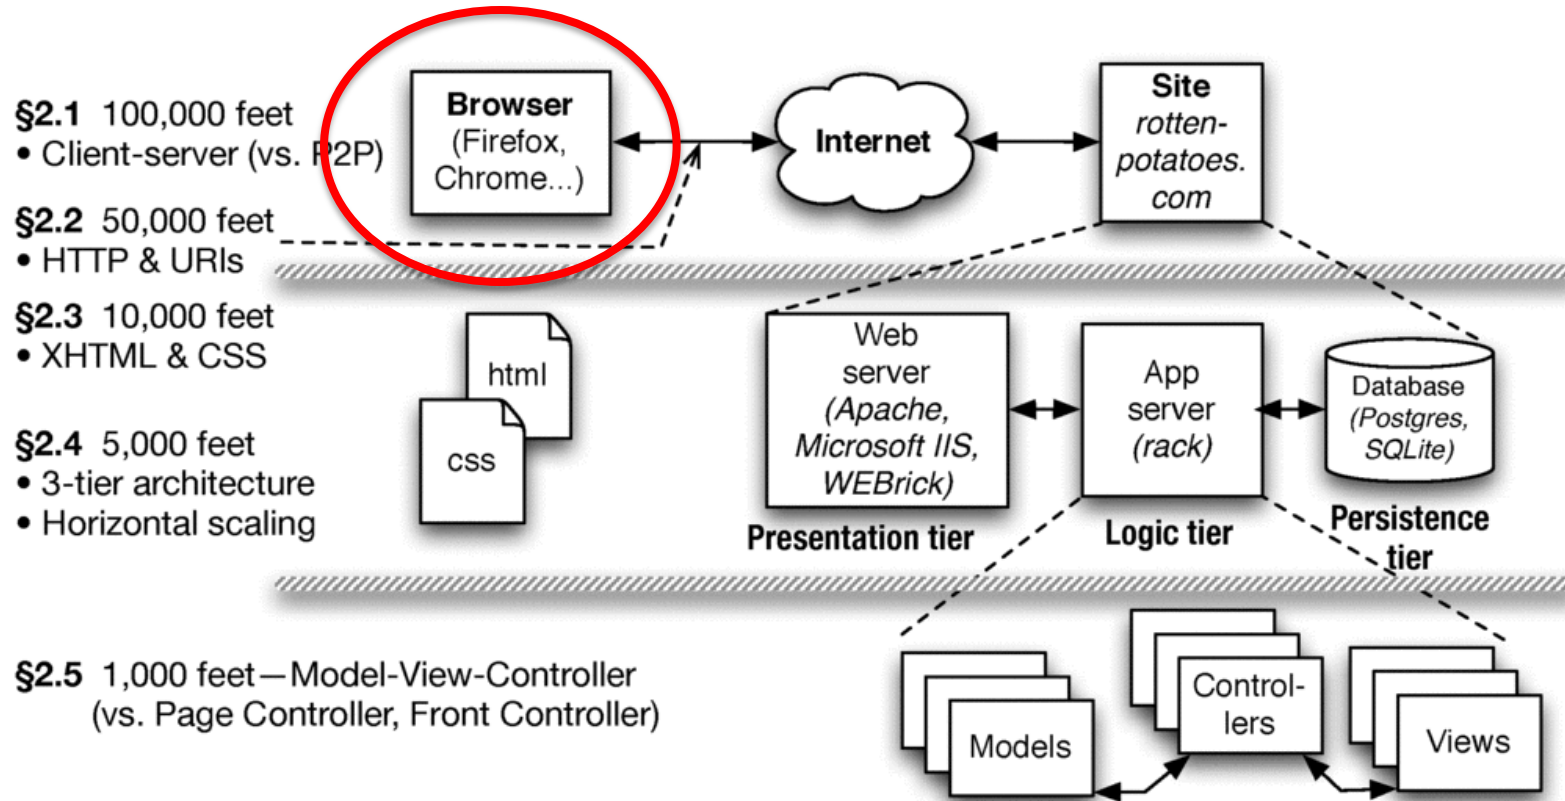 §2.1 100,000 feet
• Client-server (vs. P2P)
§2.2 50,000 feet
• HTTP & URIs
§2.3 10,000 feet
• XHTML & CSS
§2.4 5,000 feet
• 3-tier architecture
• Horizontal scaling
§2.5 1,000 feet—Model-View-Controller
(vs. Page Controller, Front Controller)
Browser
(Firefox,
Chrome...)
Internet
Site
rotten-
potatoes.
com
html
css
Web
server
(Apache,
Microsoft IIS,
WEBrick)
Presentation tier
App
server
(rack)
Logic tier
Database
(Postgres,
SQLite)
Persistence
tier
Models
Control-
lers
Views